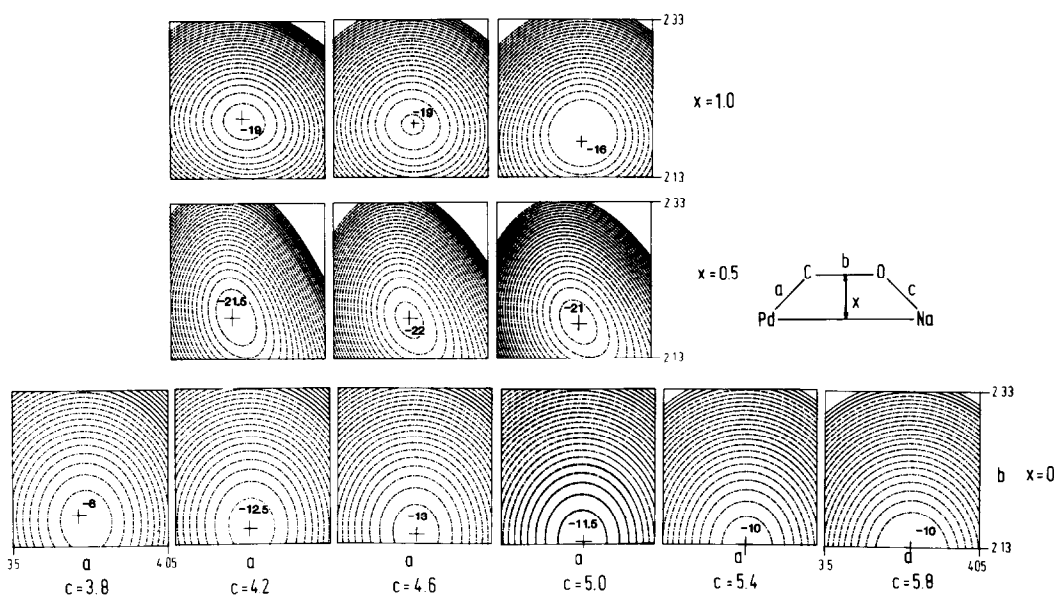 2 33
-19
-19
-16
x = 1.0
2 13
2 33
-21.5
-22
-21
x = 0.5
2 13
b
C
O
a
x
c
Pd
Na
2 33
-8
-12.5
-13
-11.5
-10
-10
b x=0
2 13
3 5
4 05
a
a
a
a
a
3 5
a
4 05
c=3.8
c=4.2
c=4.6
c=5.0
c=5.4
c=5.8